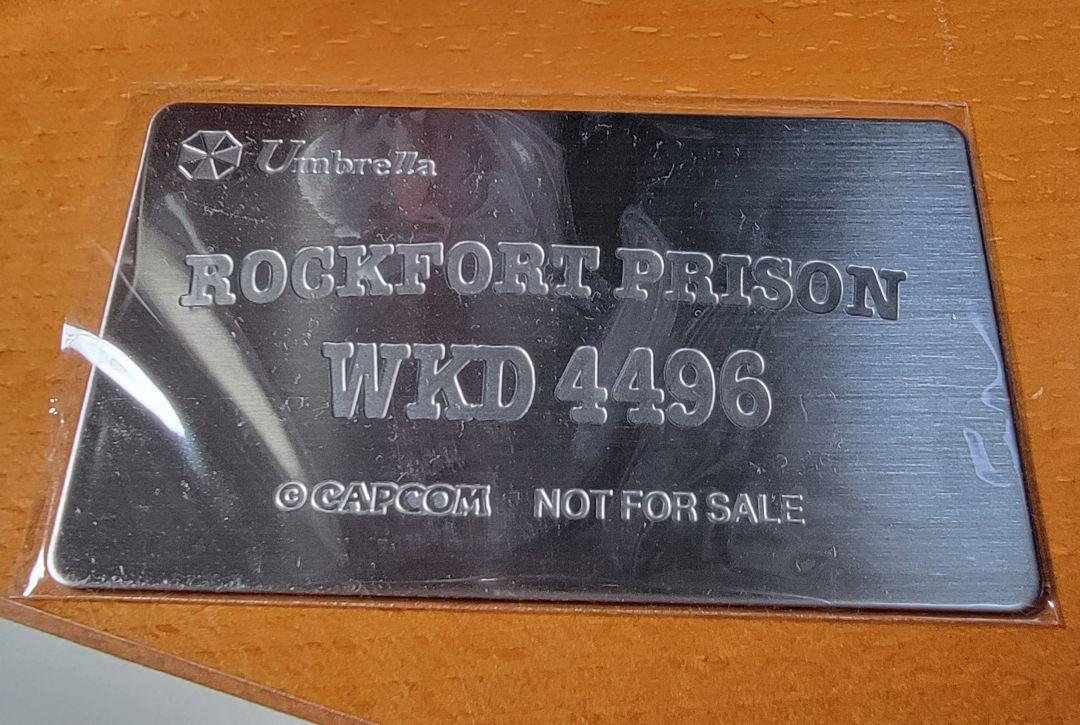 Umbrella
ROCKFORT PRISON
WKD 4496
© CAPCOM NOT FOR SALE